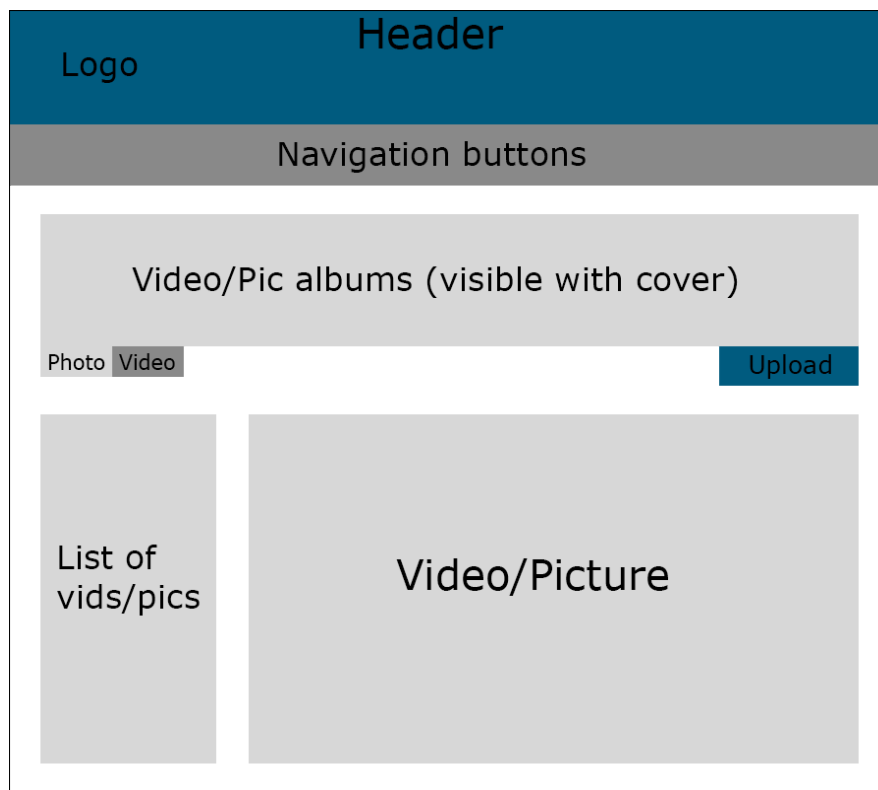 Header
Logo
Navigation buttons
Video/Pic albums (visible with cover)
Photo Video
Upload
List of
vids/pics
Video/Picture